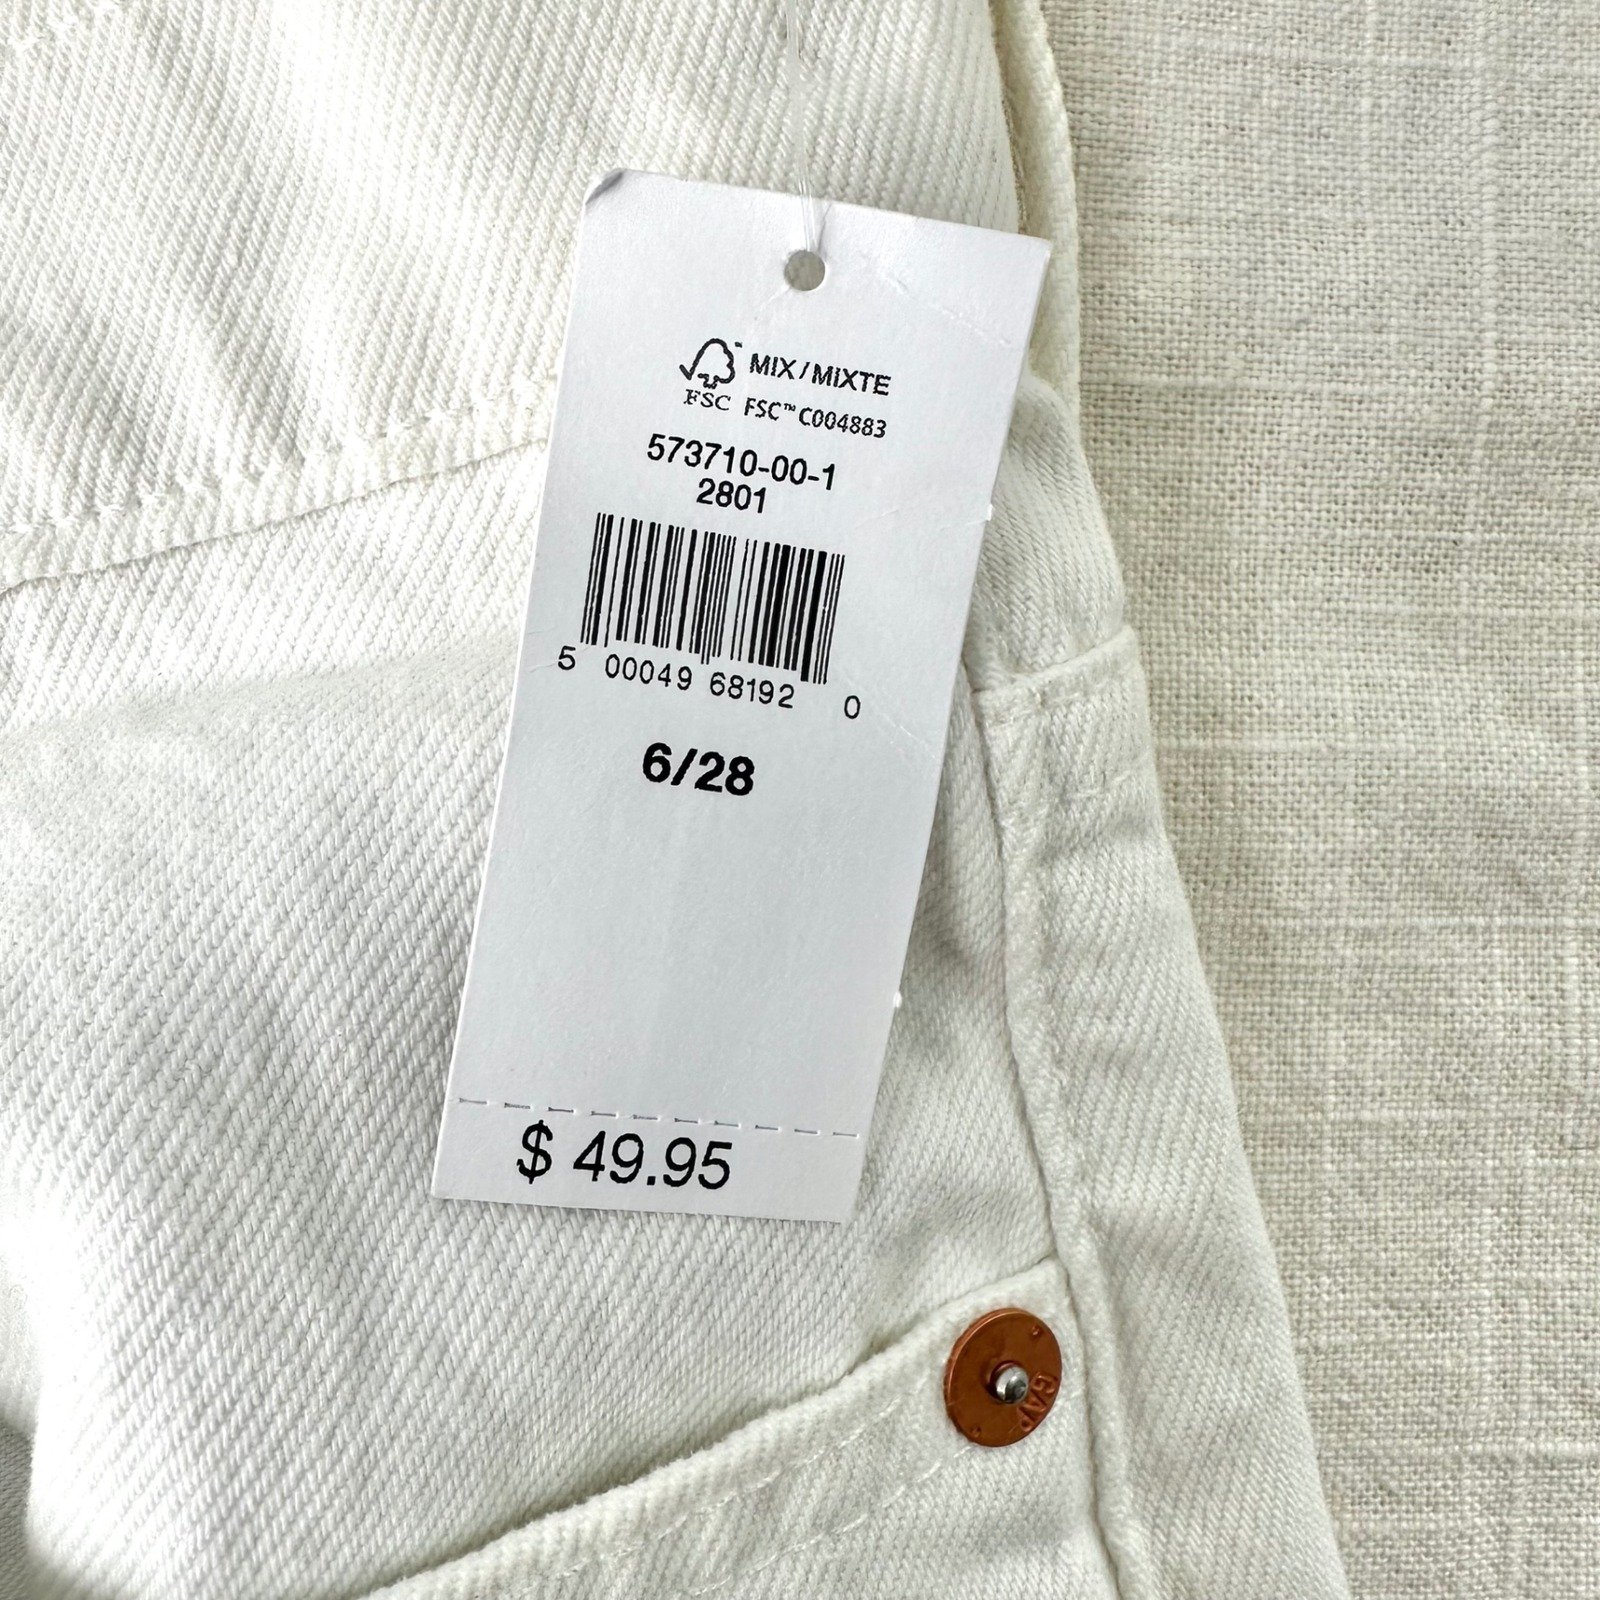 MIX/MIXTE
FSC FSC™ C004883
573710-00-1
2801
5 00049 68192 0
6/28
$ 49.95
GAP